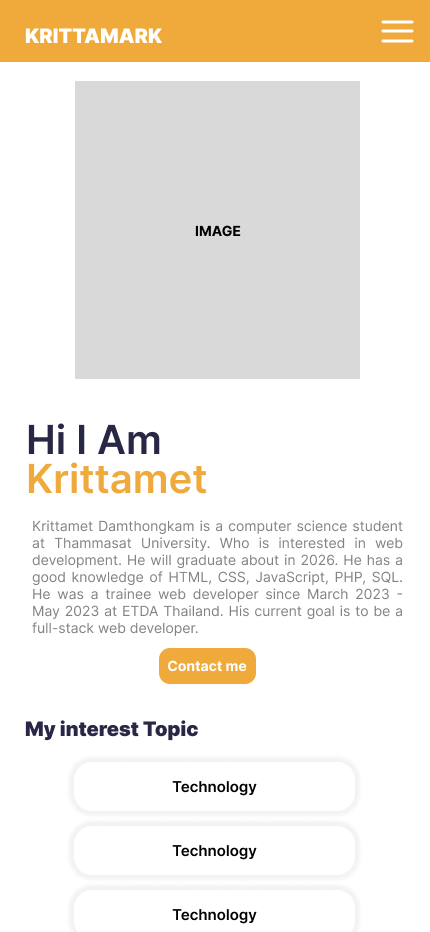 KRITTAMARK
IMAGE
Hi I Am
Krittamet
Krittamet Damthongkam is a computer science student
at Thammasat University. Who is interested in web
development. He will graduate about in 2026. He has a
good knowledge of HTML, CSS, JavaScript, PHP, SQL.
He was a trainee web developer since March 2023 -
May 2023 at ETDA Thailand. His current goal is to be a
full-stack web developer.
Contact me
My interest Topic
Technology
Technology
Technology